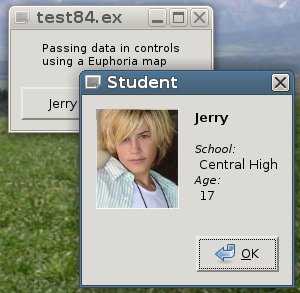 test84.ex
Passing data in controls
using a Euphoria map
Jerry
Student
Jerry
School:
Central High
Age:
17
OK